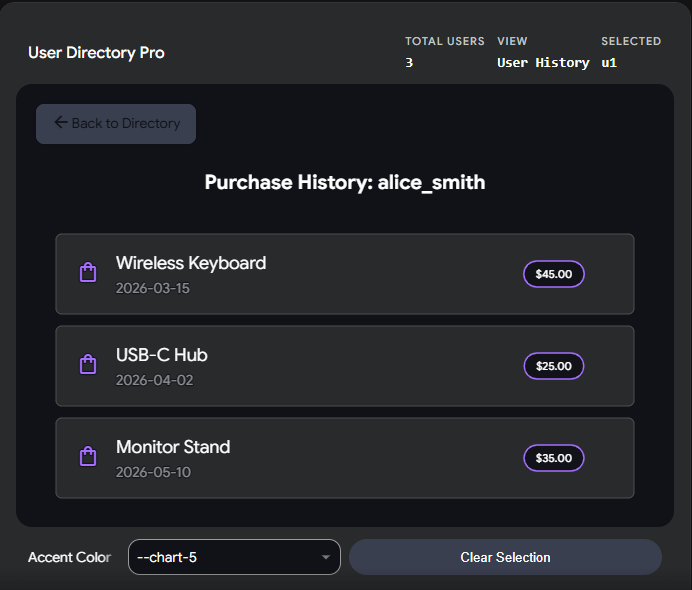 User Directory Pro
TOTAL USERS VIEW SELECTED
3 User History u1
Back to Directory
Purchase History: alice_smith
Wireless Keyboard
2026-03-15
$45.00
USB-C Hub
2026-04-02
$25.00
Monitor Stand
2026-05-10
$35.00
Accent Color --chart-5 Clear Selection